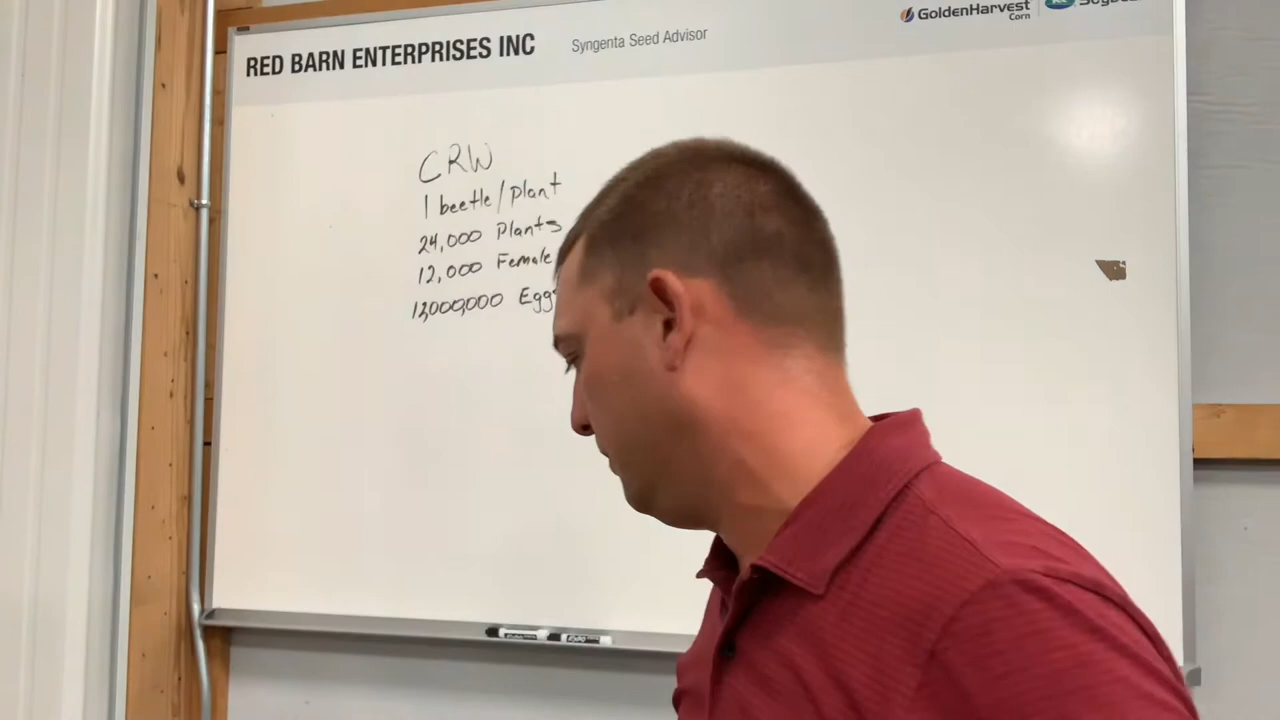 RED BARN ENTERPRISES INC
Syngenta Seed Advisor
GoldenHarvest
Corn
CRW
1 beetle/plant
24,000 Plants
12,000 Female
12,000,000 Eggs